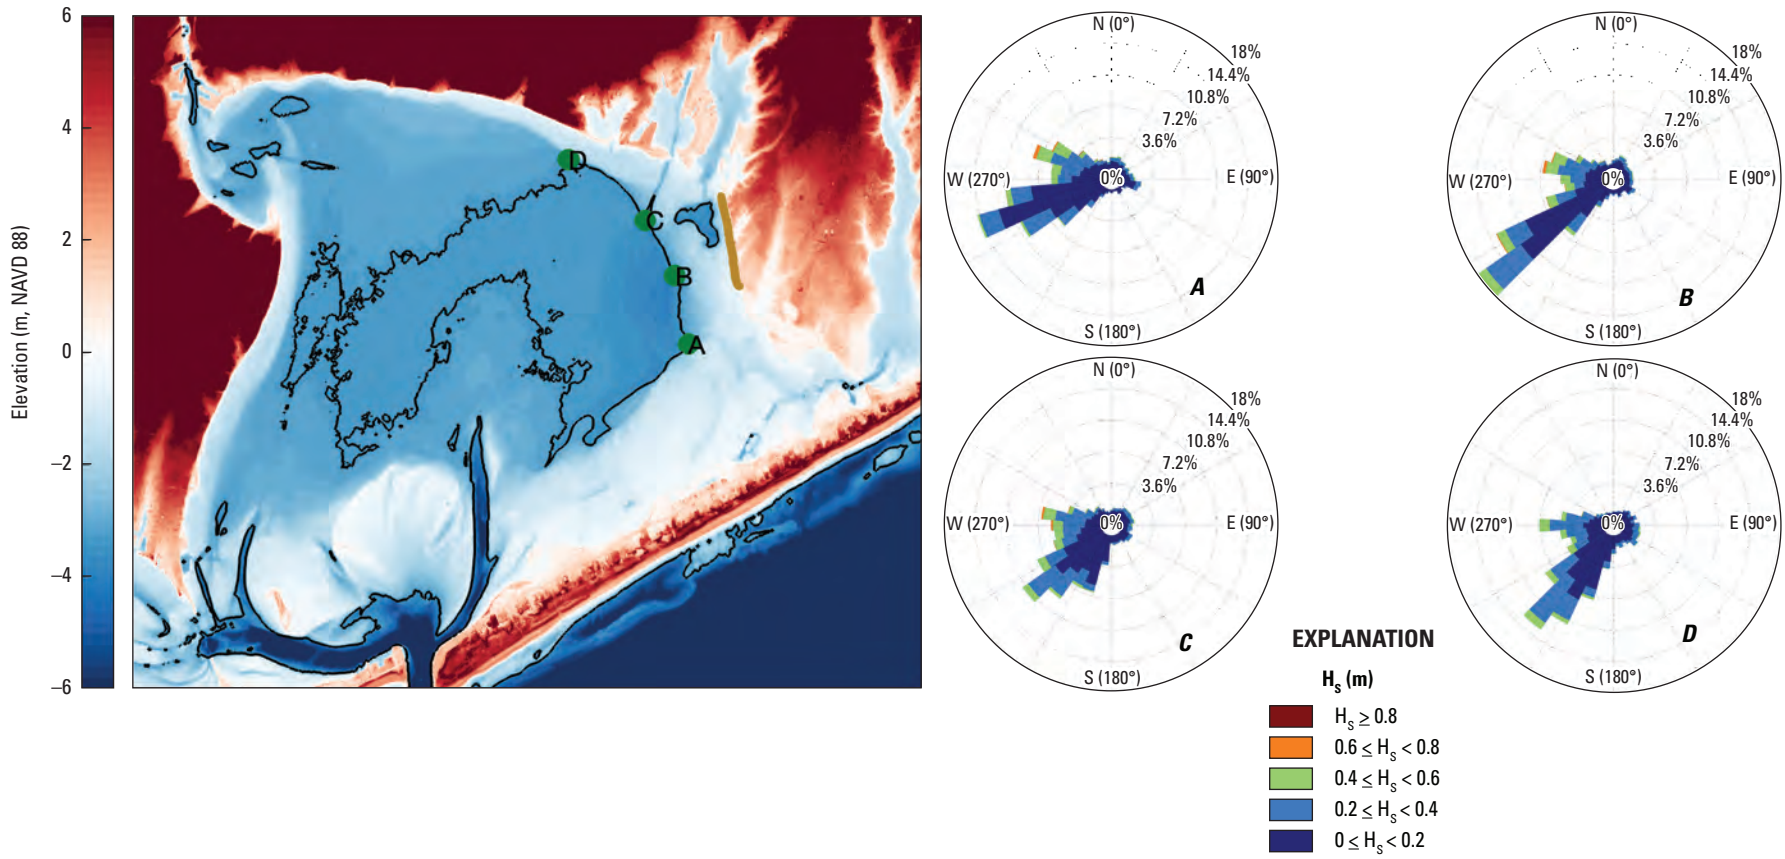 Elevation (m, NAVD 88)
6
4
2
0
–2
–4
–6
D
C
B
A
N (0°)
18%
14.4%
10.8%
7.2%
3.6%
0%
W (270°)
E (90°)
S (180°)
A
N (0°)
18%
14.4%
10.8%
7.2%
3.6%
0%
W (270°)
E (90°)
S (180°)
B
N (0°)
18%
14.4%
10.8%
7.2%
3.6%
0%
W (270°)
E (90°)
S (180°)
C
N (0°)
18%
14.4%
10.8%
7.2%
3.6%
0%
W (270°)
E (90°)
S (180°)
D
EXPLANATION
Hs (m)
Hs ≥ 0.8
0.6 ≤ Hs < 0.8
0.4 ≤ Hs < 0.6
0.2 ≤ Hs < 0.4
0 ≤ Hs < 0.2